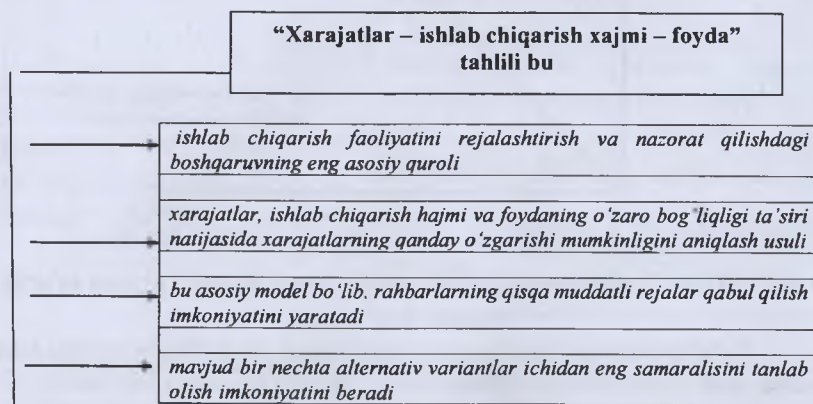 “Xarajatlar – ishlab chiqarish xajmi – foyda”
tahlili bu
ishlab chiqarish faoliyatini rejalashtirish va nazorat qilishdagi
boshqaruvning eng asosiy quroli
xarajatlar, ishlab chiqarish hajmi va foydaning o‘zaro bog‘liqligi ta’siri
natijasida xarajatlarning qanday o‘zgarishi mumkinligini aniqlash usuli
bu asosiy model bo‘lib, rahbarlarning qisqa muddatli rejalar qabul qilish
imkoniyatini yaratadi
mavjud bir nechta alternativ variantlar ichidan eng samaralisini tanlab
olish imkoniyatini beradi